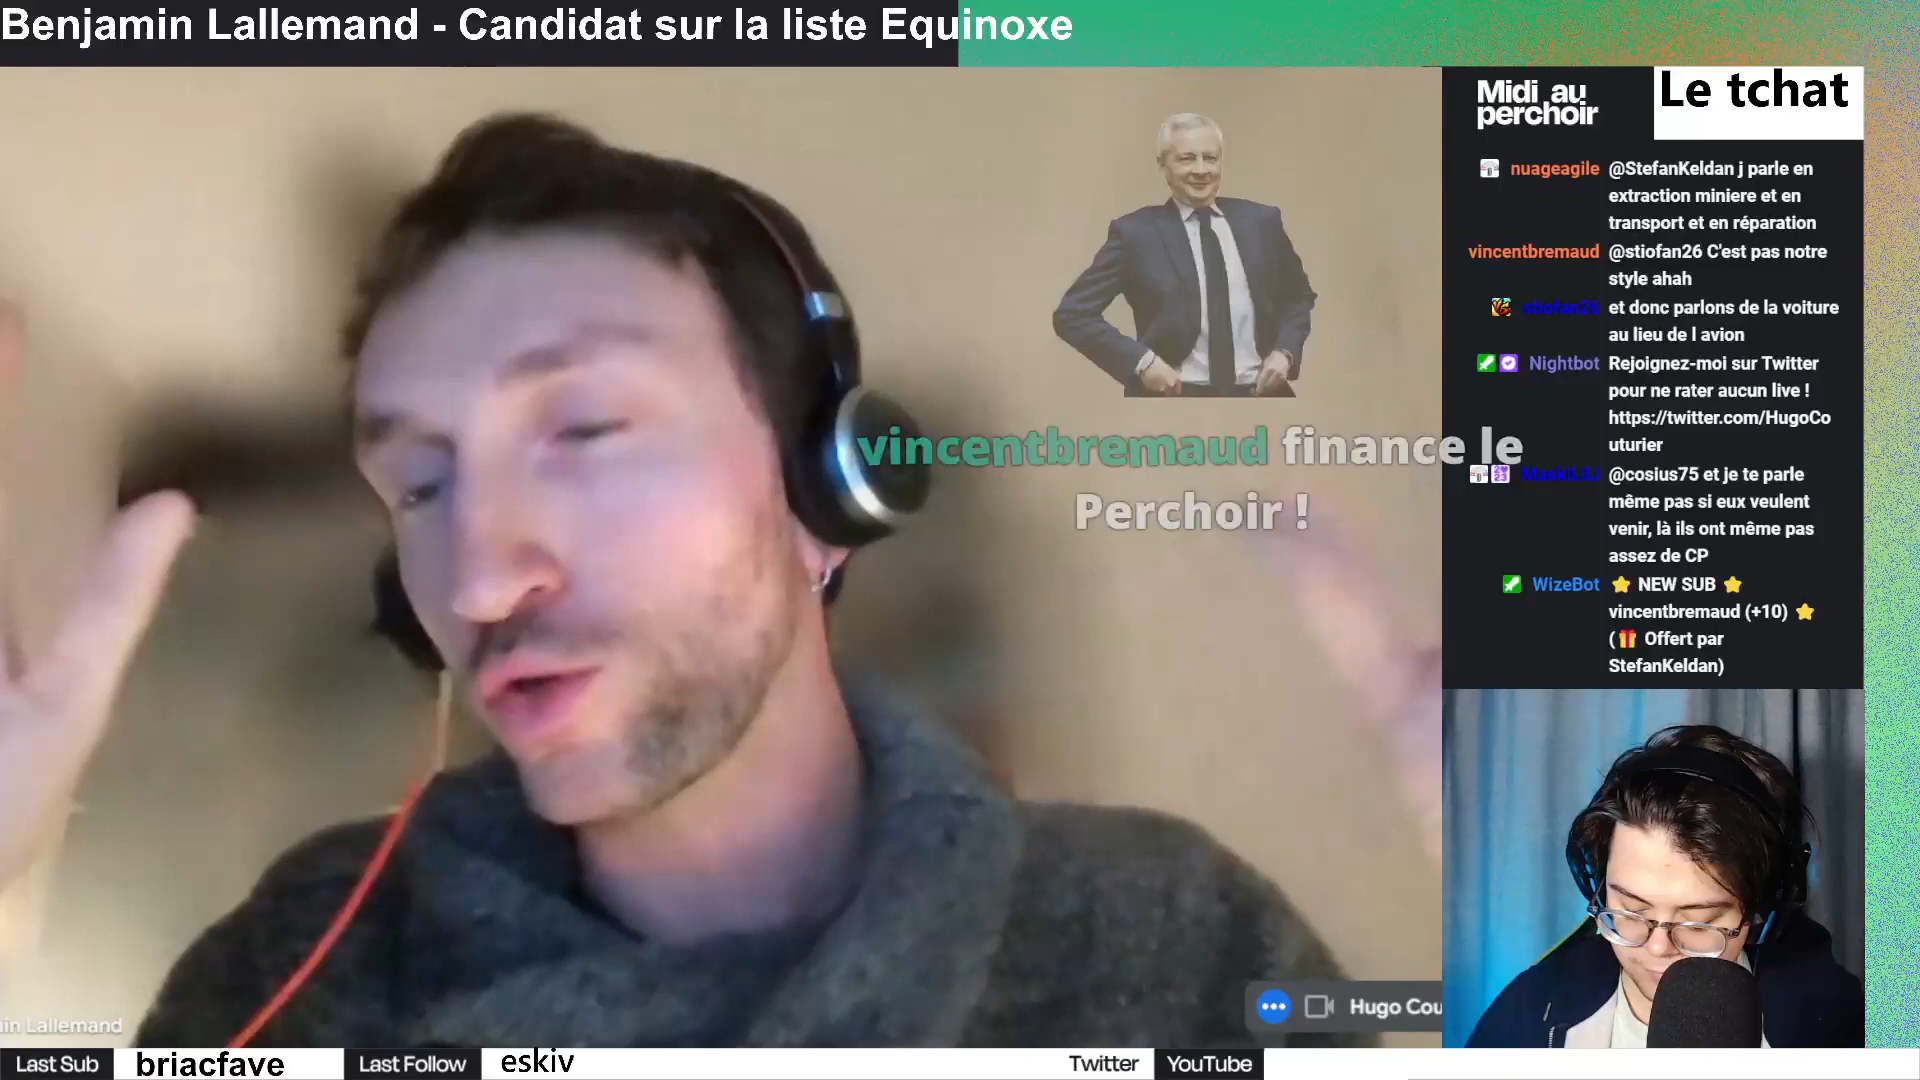 Benjamin Lallemand - Candidat sur la liste Equinoxe
Midi au
perchoir
Le tchat
nuageagile @StefanKeldan j parle en
extraction miniere et en
transport et en réparation
vincentbremaud @stiofan26 C'est pas notre
style ahah
stiofan26 et donc parlons de la voiture
au lieu de l avion
Nightbot Rejoignez-moi sur Twitter
pour ne rater aucun live !
https://twitter.com/HugoCo
uturier
MaskiLiLi @cosius75 et je te parle
même pas si eux veulent
venir, là ils ont même pas
assez de CP
WizeBot NEW SUB
vincentbremaud (+10)
( Offert par
StefanKeldan)
vincentbremaud finance le
Perchoir !
in Lallemand
Hugo Cou
Last Sub briacfave Last Follow eskiv Twitter YouTube